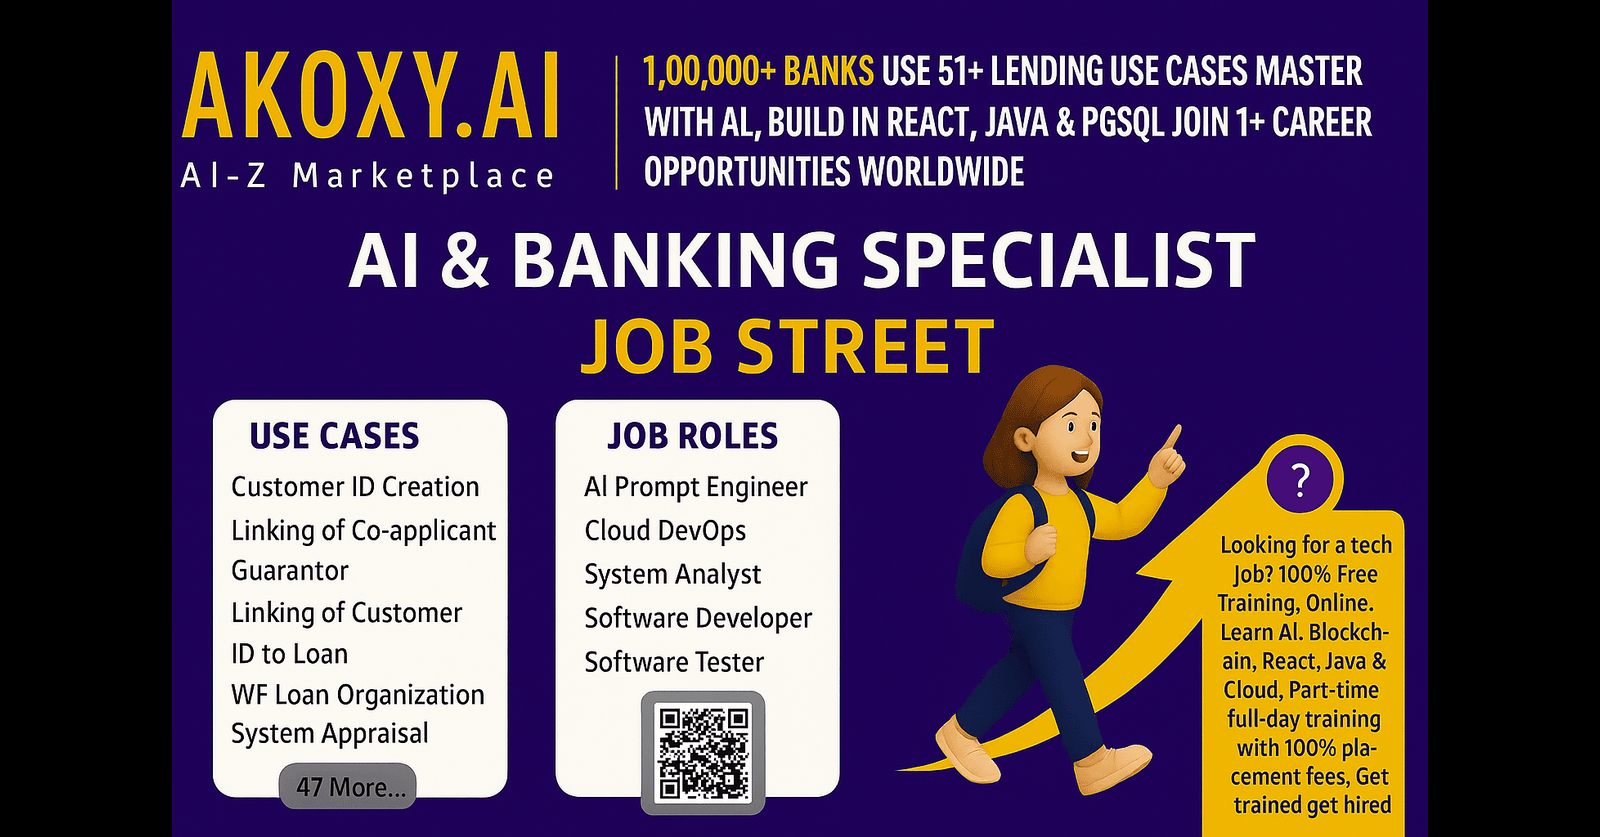 AKOXY.AI
AI-Z Marketplace
1,00,000+ BANKS USE 51+ LENDING USE CASES MASTER
WITH AL, BUILD IN REACT, JAVA & PGSQL JOIN 1+ CAREER
OPPORTUNITIES WORLDWIDE
AI & BANKING SPECIALIST
JOB STREET
USE CASES
Customer ID Creation
Linking of Co-applicant
Guarantor
Linking of Customer
ID to Loan
WF Loan Organization
System Appraisal
47 More...
JOB ROLES
AI Prompt Engineer
Cloud DevOps
System Analyst
Software Developer
Software Tester
?
Looking for a tech
Job? 100% Free
Training, Online.
Learn AI. Blockch-
ain, React, Java &
Cloud, Part-time
full-day training
with 100% pla-
cement fees, Get
trained get hired